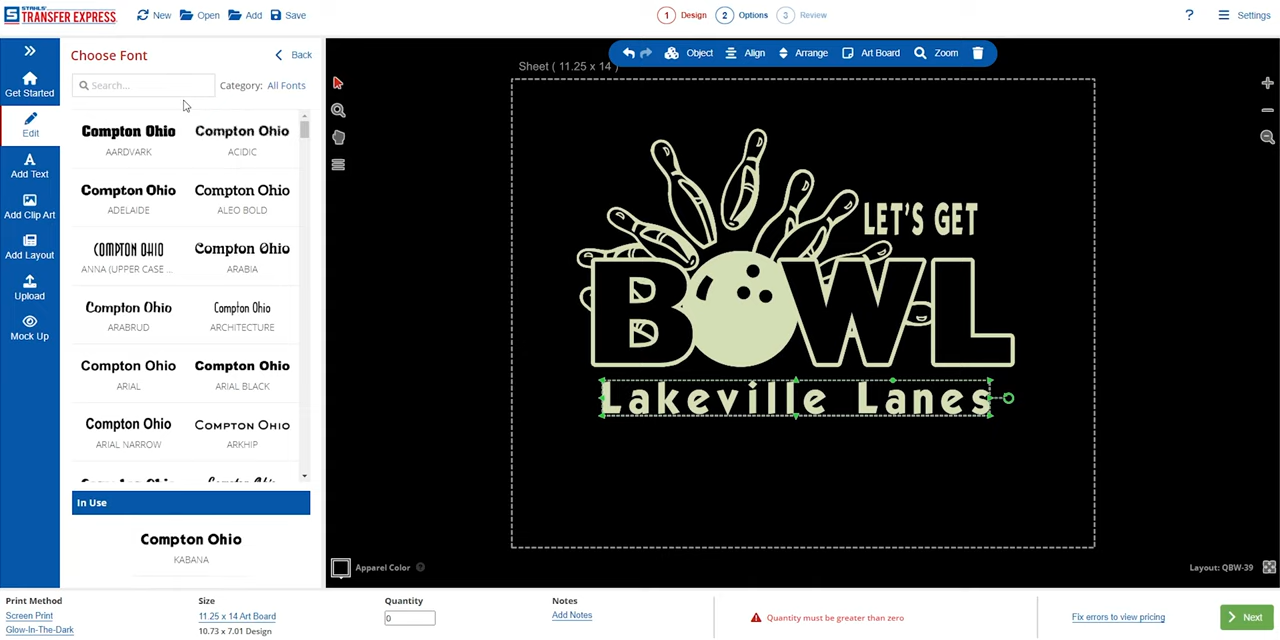 STAHLS'
TRANSFER EXPRESS
New
Open
Add
Save
1 Design
2 Options
3 Review
?
Settings
Get Started
Edit
Add Text
Add Clip Art
Add Layout
Upload
Mock Up
Choose Font
Back
Search...
Category: All Fonts
Compton Ohio
AARDVARK
Compton Ohio
ACIDIC
Compton Ohio
ADELAIDE
Compton Ohio
ALEO BOLD
COMPTON OHIO
ANNA (UPPER CASE ...
Compton Ohio
ARABIA
Compton Ohio
ARABRUD
Compton Ohio
ARCHITECTURE
Compton Ohio
ARIAL
Compton Ohio
ARIAL BLACK
Compton Ohio
ARIAL NARROW
COMPTON OHIO
ARKHIP
In Use
Compton Ohio
KABANA
Object
Align
Arrange
Art Board
Zoom
Sheet ( 11.25 x 14 )
LET'S GET
BOWL
Lakeville Lanes
Apparel Color ?
Layout: QBW-39
Print Method
Screen Print
Glow-In-The-Dark
Size
11.25 x 14 Art Board
10.73 x 7.01 Design
Quantity
0
Notes
Add Notes
Quantity must be greater than zero
Fix errors to view pricing
Next